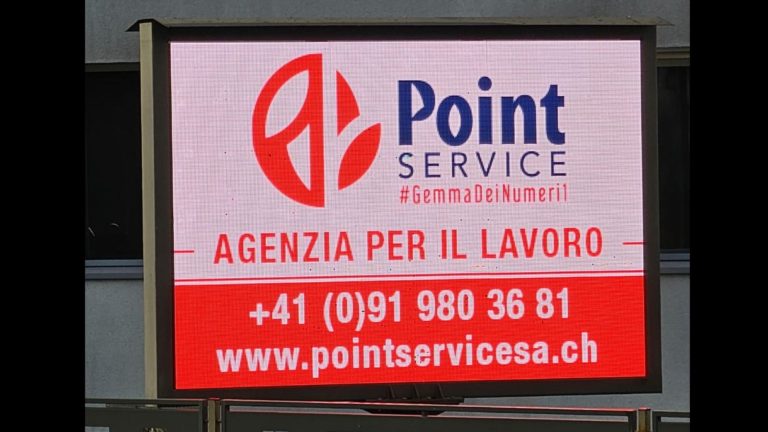 Point
SERVICE
#GemmaDeiNumeri1
AGENZIA PER IL LAVORO
+41 (0)91 980 36 81
www.pointservicesa.ch